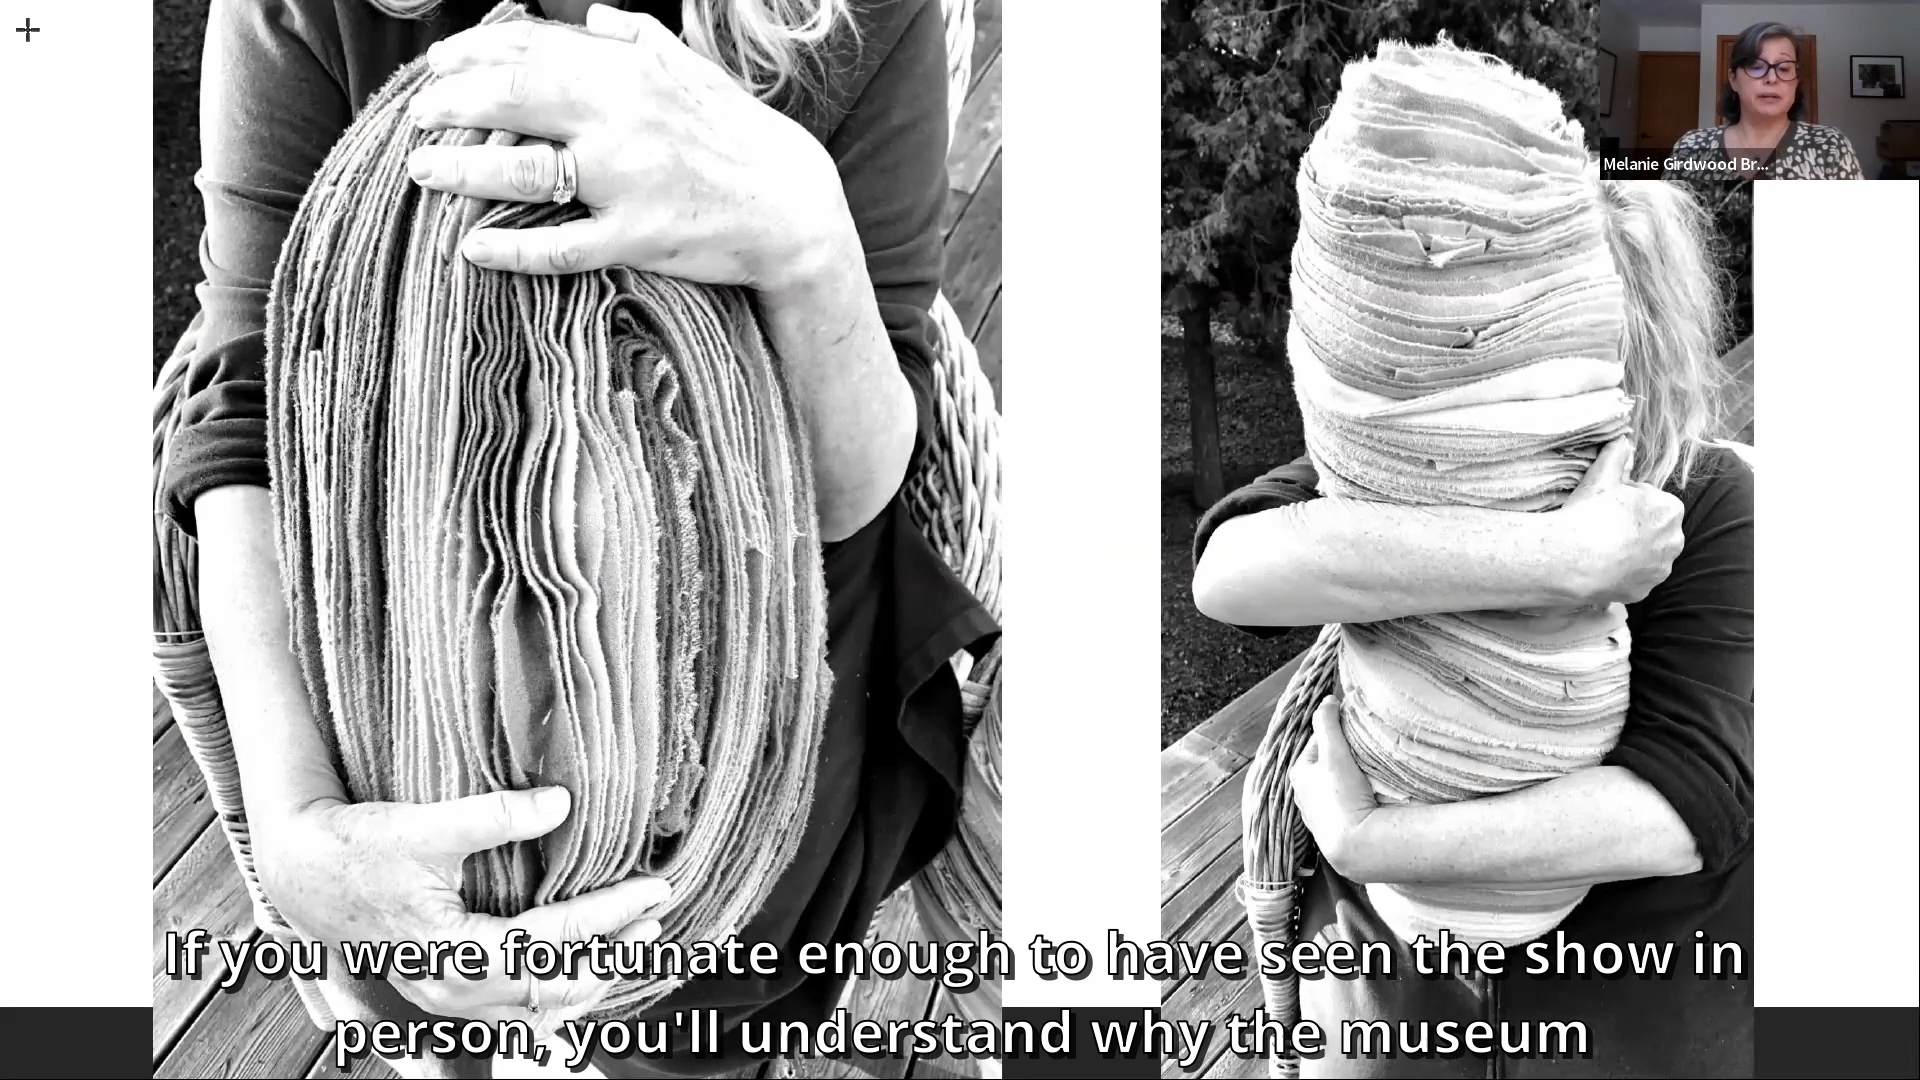 Melanie Girdwood Br...
If you were fortunate enough to have seen the show in
person, you'll understand why the museum